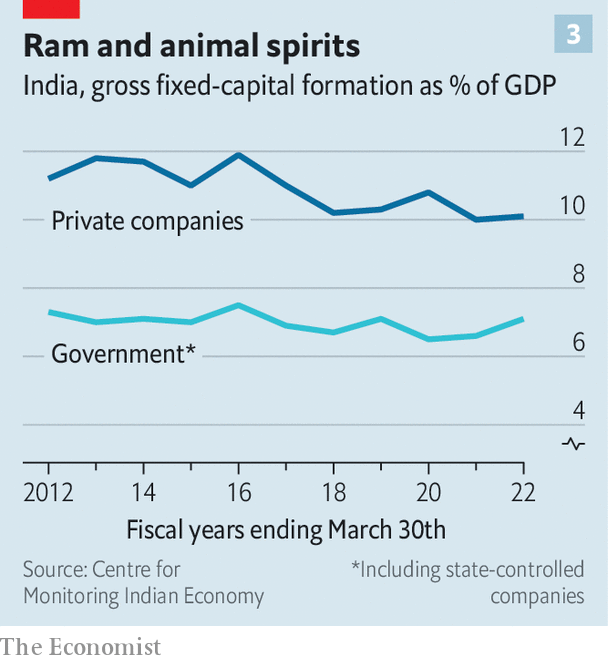 3
Ram and animal spirits
India, gross fixed-capital formation as % of GDP
12
Private companies
10
8
Government*
6
4
2012 14 16 18 20 22
Fiscal years ending March 30th
Source: Centre for
Monitoring Indian Economy
*Including state-controlled
companies
The Economist